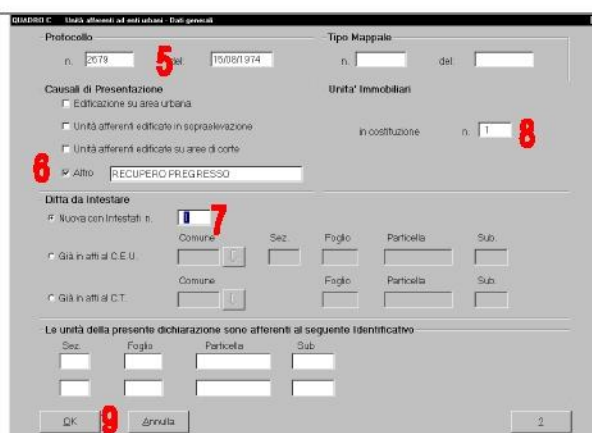 QUADRO C Unità afferenti ad enti urbani - Dati generali
Protocollo Tipo Mappale
n. 2679 5 del: 15/08/1974 n. del:
Causali di Presentazione Unita' Immobiliari
Edificazione su area urbana
Unità afferenti edificate in sopraelevazione
in costituzione n. 1 8
Unità afferenti edificate su aree di corte
6 Altro RECUPERO PREGRESSO
Ditta da Intestare
Nuova con Intestati n. 7
Comune Sez. Foglio Particella Sub.
Già in atti al C.E.U.
Comune Foglio Particella Sub.
Già in atti al C.T.
Le unità della presente dichiarazione sono afferenti al seguente Identificativo
Sez. Foglio Particella Sub
OK 9 Annulla ?